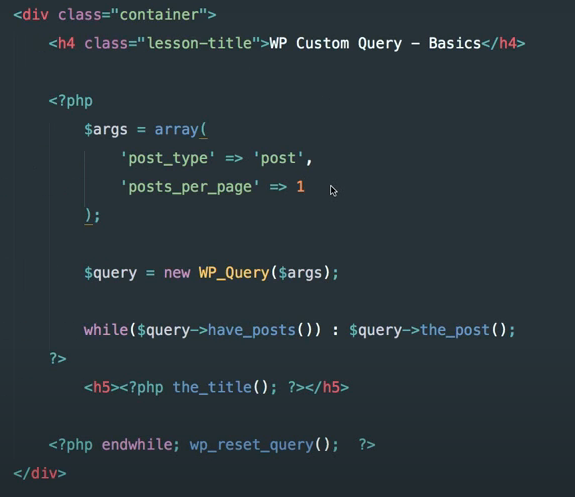 <div class="container">
<h4 class="lesson-title">WP Custom Query - Basics</h4>
<?php
$args = array(
'post_type' => 'post',
'posts_per_page' => 1
);
$query = new WP_Query($args);
while($query->have_posts()) : $query->the_post();
?>
<h5><?php the_title(); ?></h5>
<?php endwhile; wp_reset_query();  ?>
</div>